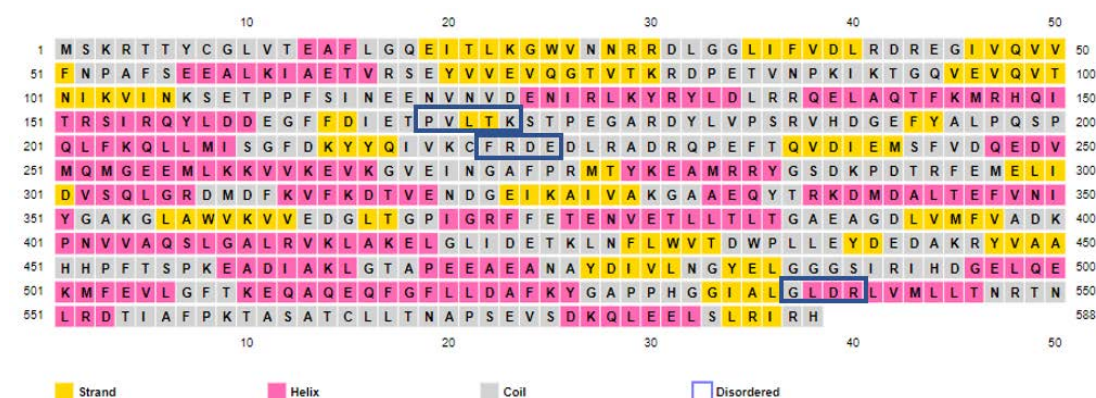 10 20 30 40 50
1 M S K R T T Y C G L V T E A F L G Q E I T L K G W V N N R R D L G G L I F V D L R D R E G I V Q V V 50
51 F N P A F S E E A L K I A E T V R S E Y V V E V Q G T V T K R D P E T V N P K I K T G Q V E V Q V T 100
101 N I K V I N K S E T P P F S I N E E N V N V D E N I R L K Y R Y L D L R R Q E L A Q T F K M R H Q I 150
151 T R S I R Q Y L D D E G F F D I E T P V L T K S T P E G A R D Y L V P S R V H D G E F Y A L P Q S P 200
201 Q L F K Q L L M I S G F D K Y Y Q I V K C F R D E D L R A D R Q P E F T Q V D I E M S F V D Q E D V 250
251 M Q M G E E M L K K V V K E V K G V E I N G A F P R M T Y K E A M R R Y G S D K P D T R F E M E L I 300
301 D V S Q L G R D M D F K V F K D T V E N D G E I K A I V A K G A A E Q Y T R K D M D A L T E F V N I 350
351 Y G A K G L A W V K V V E D G L T G P I G R F F E T E N V E T L L T L T G A E A G D L V M F V A D K 400
401 P N V V A Q S L G A L R V K L A K E L G L I D E T K L N F L W V T D W P L L E Y D E D A K R Y V A A 450
451 H H P F T S P K E A D I A K L G T A P E E A E A N A Y D I V L N G Y E L G G G S I R I H D G E L Q E 500
501 K M F E V L G F T K E Q A Q E Q F G F L L D A F K Y G A P P H G G I A L G L D R L V M L L T N R T N 550
551 L R D T I A F P K T A S A T C L L T N A P S E V S D K Q L E E L S L R I R H 588
10 20 30 40 50
Strand Helix Coil Disordered